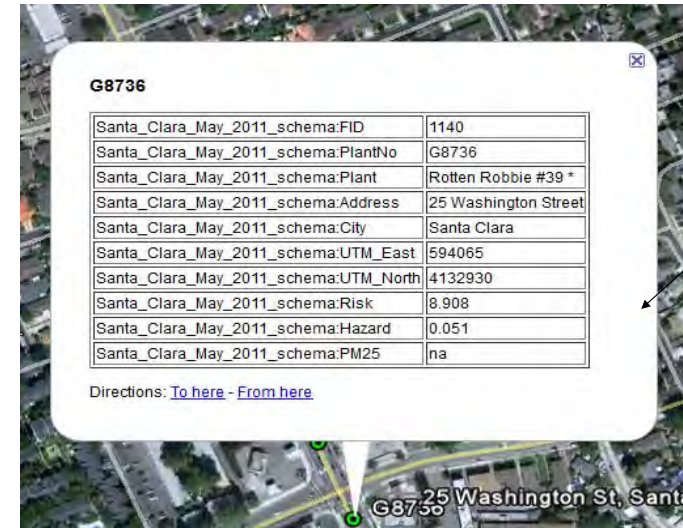 G8736
Santa_Clara_May_2011_schema:FID 1140
Santa_Clara_May_2011_schema:PlantNo G8736
Santa_Clara_May_2011_schema:Plant Rotten Robbie #39 *
Santa_Clara_May_2011_schema:Address 25 Washington Street
Santa_Clara_May_2011_schema:City Santa Clara
Santa_Clara_May_2011_schema:UTM_East 594065
Santa_Clara_May_2011_schema:UTM_North 4132930
Santa_Clara_May_2011_schema:Risk 8.908
Santa_Clara_May_2011_schema:Hazard 0.051
Santa_Clara_May_2011_schema:PM25 na
Directions: To here - From here
25 Washington St, Santa
G8736